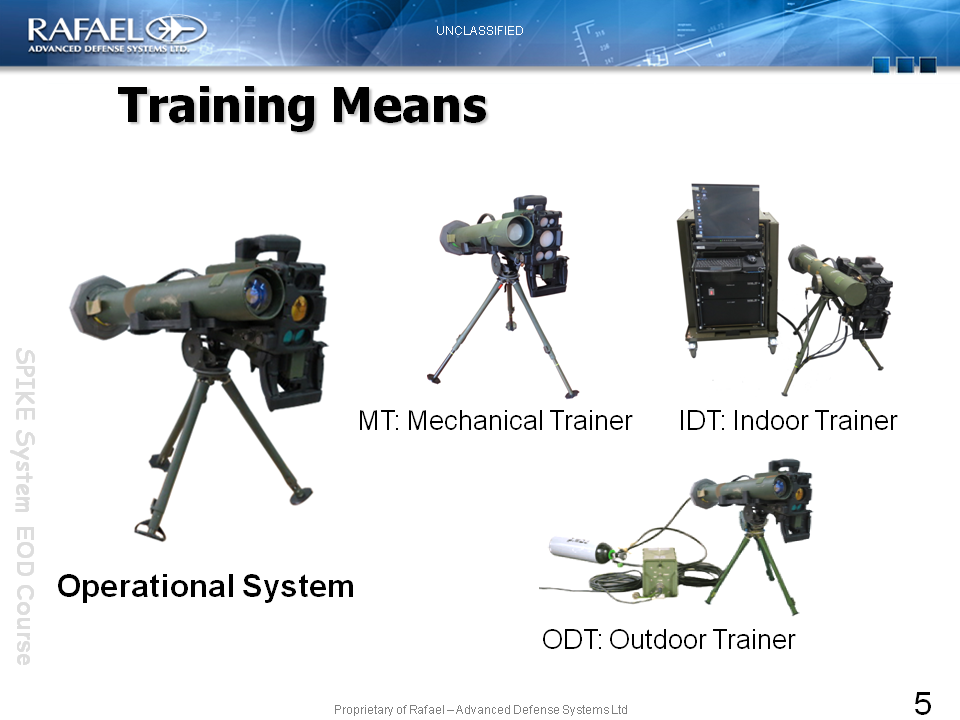 RAFAEL
ADVANCED DEFENSE SYSTEMS LTD.
UNCLASSIFIED
Training Means
MT: Mechanical Trainer
IDT: Indoor Trainer
Operational System
ODT: Outdoor Trainer
SPIKE System EOD Course
Proprietary of Rafael – Advanced Defense Systems Ltd
5